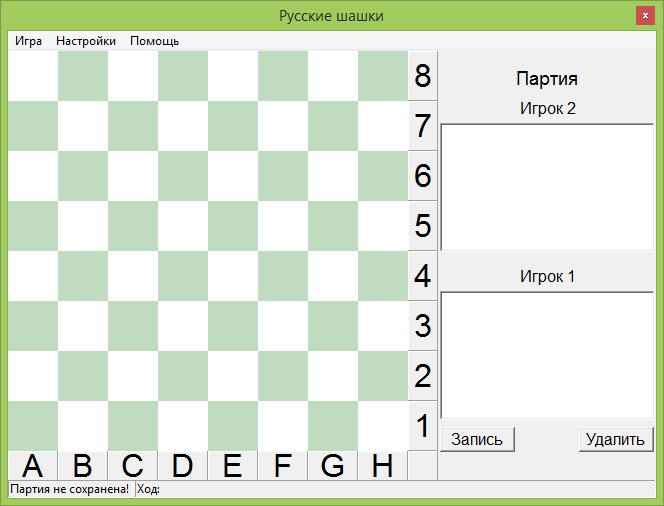 Русские шашки
x
Игра Настройки Помощь
8
Партия
Игрок 2
7
6
5
Игрок 1
4
3
2
1
Запись Удалить
A B C D E F G H
Партия не сохранена! Ход: